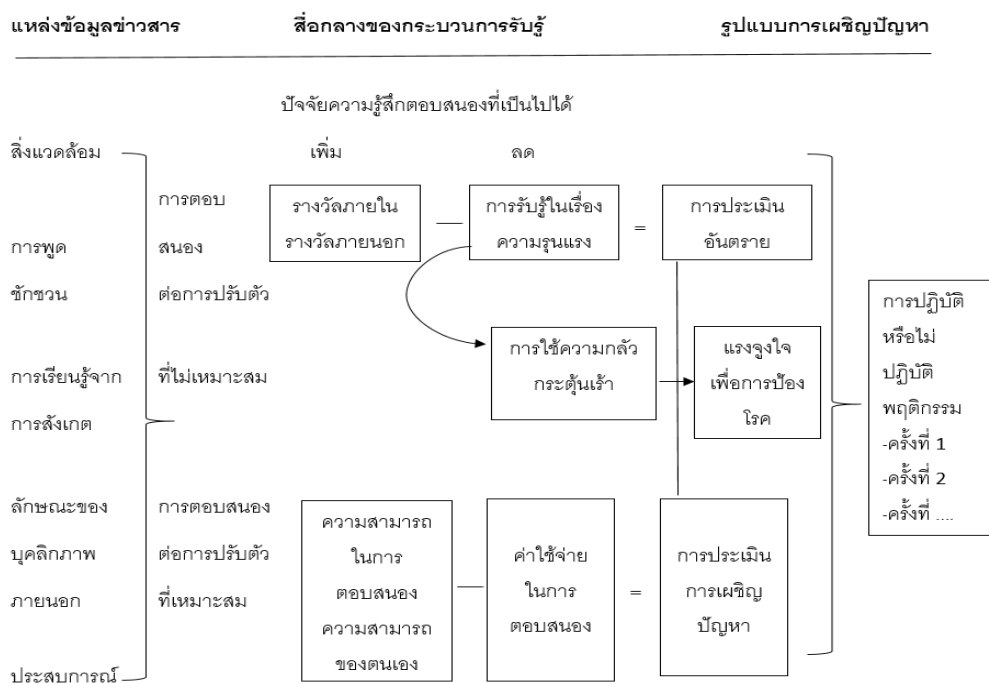 แหล่งข้อมูลข่าวสาร
สื่อกลางของกระบวนการรับรู้
รูปแบบการเผชิญปัญหา
ปัจจัยความรู้สึกตอบสนองที่เป็นไปได้
เพิ่ม
ลด
สิ่งแวดล้อม
การพูด
ชักชวน
การเรียนรู้จาก
การสังเกต
ลักษณะของ
บุคลิกภาพ
ภายนอก
ประสบการณ์
การตอบ
สนอง
ต่อการปรับตัว
ที่ไม่เหมาะสม
รางวัลภายใน
รางวัลภายนอก
การรับรู้ในเรื่อง
ความรุนแรง
=
การประเมิน
อันตราย
การใช้ความกลัว
กระตุ้นเร้า
แรงจูงใจ
เพื่อการป้อง
โรค
การตอบสนอง
ต่อการปรับตัว
ที่เหมาะสม
ความสามารถ
ในการ
ตอบสนอง
ความสามารถ
ของตนเอง
ค่าใช้จ่าย
ในการ
ตอบสนอง
=
การประเมิน
การเผชิญ
ปัญหา
การปฏิบัติ
หรือไม่
ปฏิบัติ
พฤติกรรม
-ครั้งที่ 1
-ครั้งที่ 2
-ครั้งที่ ....